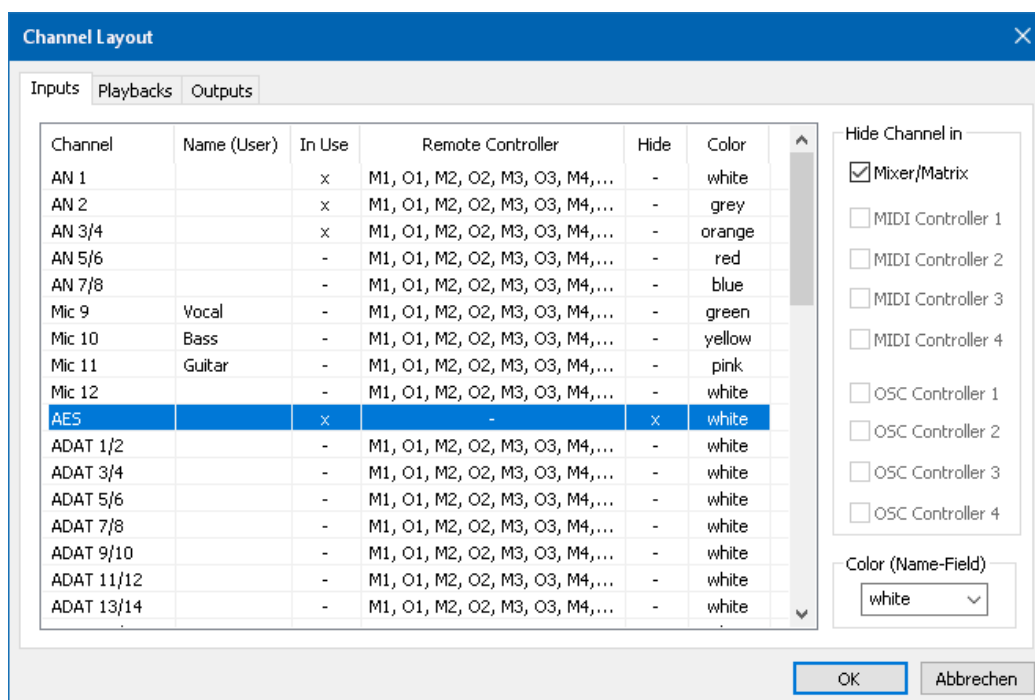 Channel Layout
Inputs Playbacks Outputs
Channel Name (User) In Use Remote Controller Hide Color
AN 1 x M1, O1, M2, O2, M3, O3, M4,... - white
AN 2 x M1, O1, M2, O2, M3, O3, M4,... - grey
AN 3/4 x M1, O1, M2, O2, M3, O3, M4,... - orange
AN 5/6 - M1, O1, M2, O2, M3, O3, M4,... - red
AN 7/8 - M1, O1, M2, O2, M3, O3, M4,... - blue
Mic 9 Vocal - M1, O1, M2, O2, M3, O3, M4,... - green
Mic 10 Bass - M1, O1, M2, O2, M3, O3, M4,... - yellow
Mic 11 Guitar - M1, O1, M2, O2, M3, O3, M4,... - pink
Mic 12 - M1, O1, M2, O2, M3, O3, M4,... - white
AES x - x white
ADAT 1/2 - M1, O1, M2, O2, M3, O3, M4,... - white
ADAT 3/4 - M1, O1, M2, O2, M3, O3, M4,... - white
ADAT 5/6 - M1, O1, M2, O2, M3, O3, M4,... - white
ADAT 7/8 - M1, O1, M2, O2, M3, O3, M4,... - white
ADAT 9/10 - M1, O1, M2, O2, M3, O3, M4,... - white
ADAT 11/12 - M1, O1, M2, O2, M3, O3, M4,... - white
ADAT 13/14 - M1, O1, M2, O2, M3, O3, M4,... - white
Hide Channel in
Mixer/Matrix
MIDI Controller 1
MIDI Controller 2
MIDI Controller 3
MIDI Controller 4
OSC Controller 1
OSC Controller 2
OSC Controller 3
OSC Controller 4
Color (Name-Field)
white
OK Abbrechen